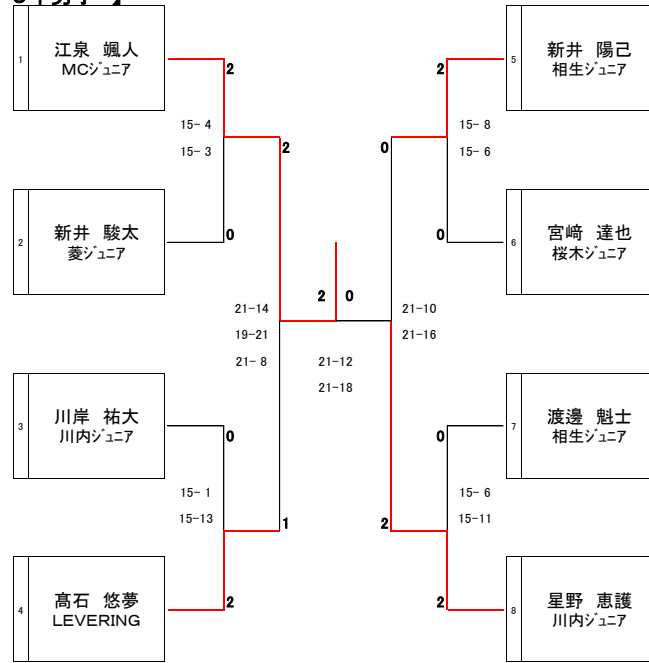 1
江泉 颯人
MCジュニア
2
新井 駿太
菱ジュニア
3
川岸 祐大
川内ジュニア
4
髙石 悠夢
LEVERING
2
15- 4
15- 3
0
2
21-14
19-21
21- 8
0
15- 1
15-13
2
1
2 0
21-12
21-18
0
21-10
21-16
2
2
15- 8
15- 6
0
0
15- 6
15-11
2
5
新井 陽己
相生ジュニア
6
宮﨑 達也
桜木ジュニア
7
渡邊 魁士
相生ジュニア
8
星野 恵護
川内ジュニア